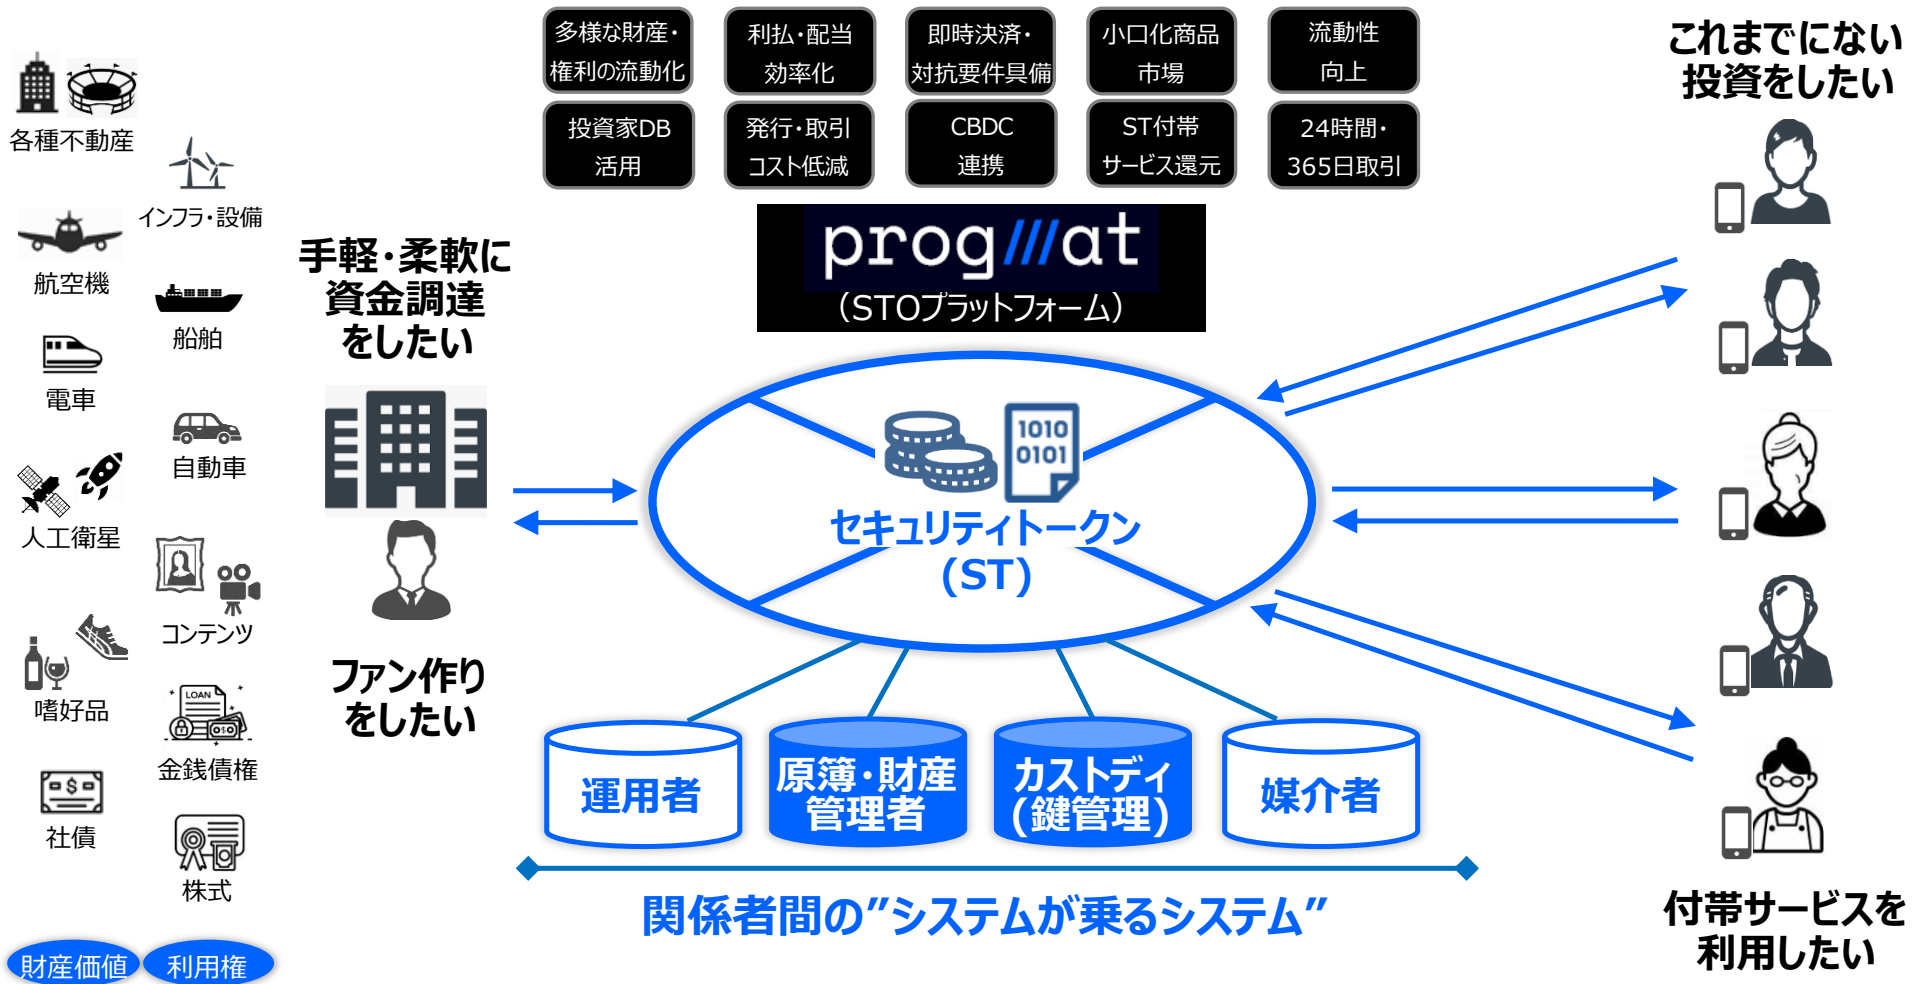 多様な財産・
権利の流動化
利払・配当
効率化
即時決済・
対抗要件具備
小口化商品
市場
流動性
向上
投資家DB
活用
発行・取引
コスト低減
CBDC
連携
ST付帯
サービス還元
24時間・
365日取引
progmat
(STOプラットフォーム)
各種不動産
インフラ・設備
航空機
船舶
電車
自動車
人工衛星
コンテンツ
嗜好品
LOAN
金銭債権
社債
株式
財産価値
利用権
手軽・柔軟に
資金調達
をしたい
ファン作り
をしたい
1010
0101
セキュリティトークン
(ST)
運用者
原簿・財産
管理者
カストディ
(鍵管理)
媒介者
関係者間の”システムが乗るシステム”
これまでにない
投資をしたい
付帯サービスを
利用したい